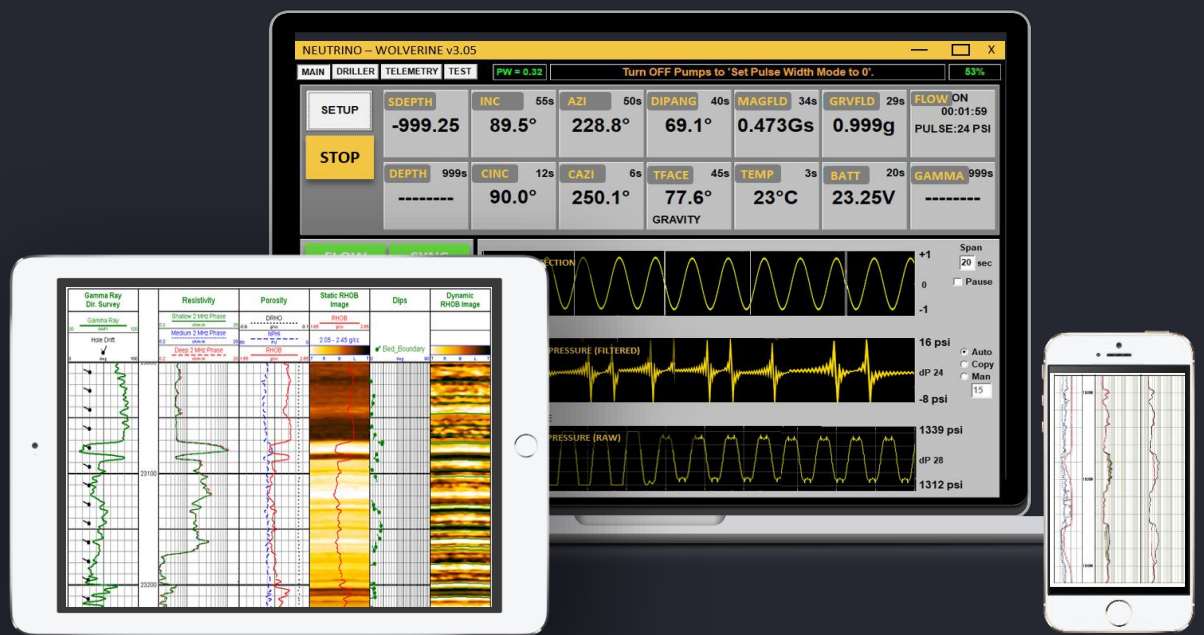 NEUTRINO – WOLVERINE v3.05
X
MAIN DRILLER TELEMETRY TEST PW = 0.32 Turn OFF Pumps to 'Set Pulse Width Mode to 0'. 53%
SETUP
STOP
SDEPTH
-999.25
INC 55s
89.5°
AZI 50s
228.8°
DIPANG 40s
69.1°
MAGFLD 34s
0.473Gs
GRVFLD 29s
0.999g
FLOW ON
00:01:59
PULSE:24 PSI
DEPTH 999s
--------
CINC 12s
90.0°
CAZI 6s
250.1°
TFACE 45s
77.6°
GRAVITY
TEMP 3s
23°C
BATT 20s
23.25V
GAMMA 999s
--------
FLOW SYNC
+1
0
-1
Span
20 sec
Pause
PRESSURE (FILTERED)
16 psi
dP 24
-8 psi
Auto
Copy
Man
15
PRESSURE (RAW)
1339 psi
dP 28
1312 psi
Gamma Ray
Dir. Survey
Gamma Ray
Hole Drift
0 deg 100
Resistivity
Shallow 2 MHz Phase
Medium 2 MHz Phase
Deep 2 MHz Phase
Porosity
DRHO
NPHI
RHOB
Static RHOB
Image
RHOB
2.05 - 2.45 g/cc
Dips
Bed_Boundary
Dynamic
RHOB Image
23100
23200